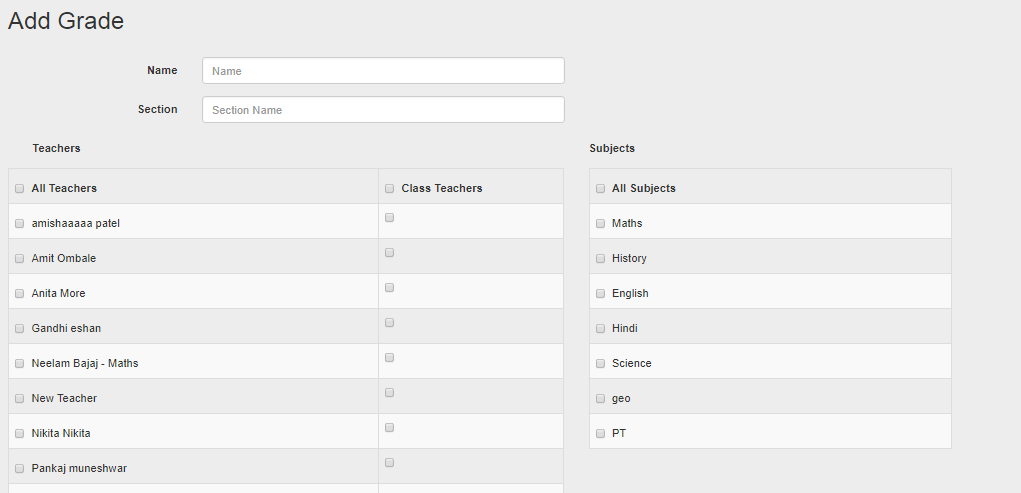 Add Grade
Name
Name
Section
Section Name
Teachers
Subjects
All Teachers
Class Teachers
All Subjects
amishaaaaa patel
Maths
Amit Ombale
History
Anita More
English
Gandhi eshan
Hindi
Neelam Bajaj - Maths
Science
New Teacher
geo
Nikita Nikita
PT
Pankaj muneshwar